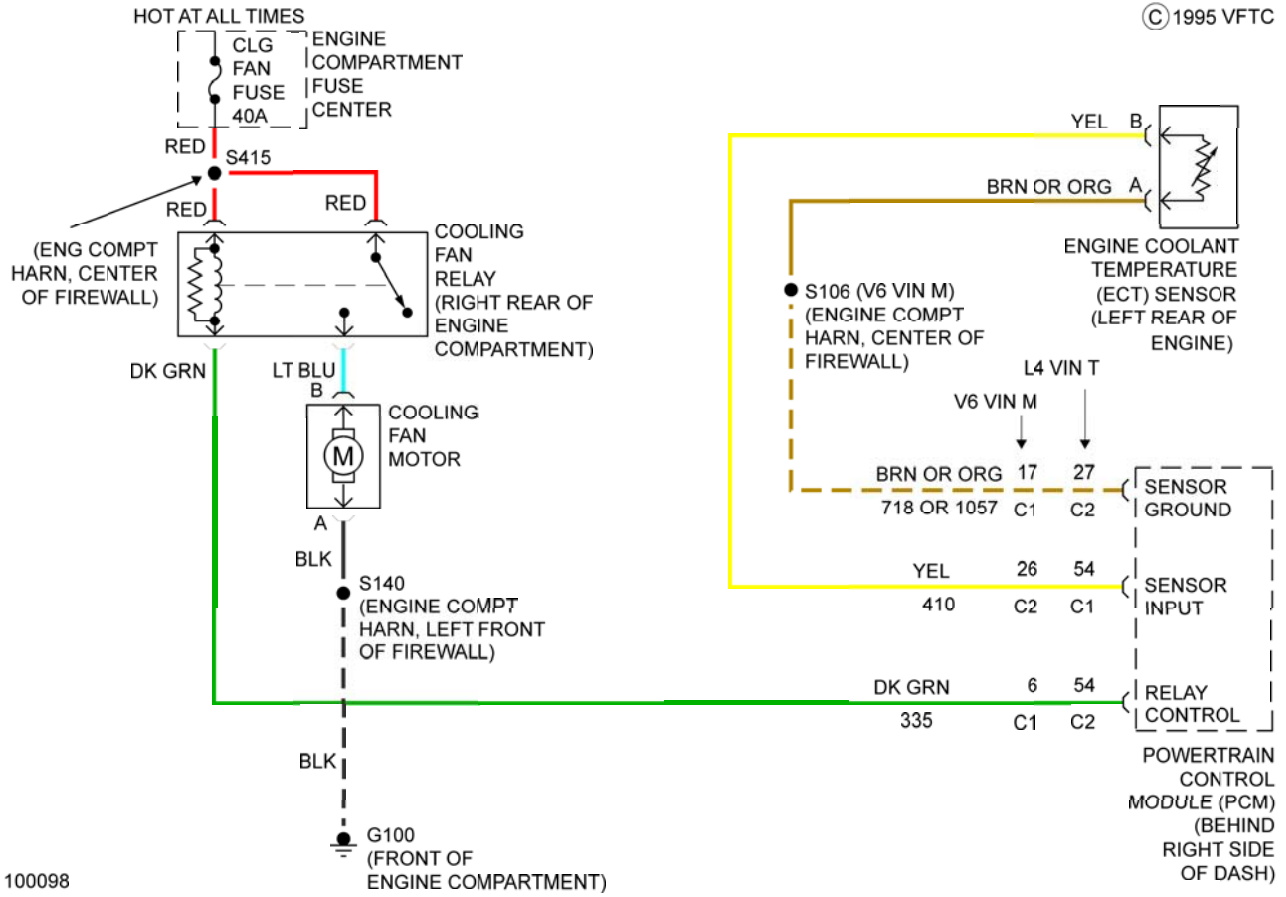 HOT AT ALL TIMES
© 1995 VFTC
CLG
FAN
FUSE
40A
ENGINE
COMPARTMENT
FUSE
CENTER
RED
S415
RED
RED
(ENG COMPT
HARN, CENTER
OF FIREWALL)
COOLING
FAN
RELAY
(RIGHT REAR OF
ENGINE
COMPARTMENT)
DK GRN
LT BLU
B
COOLING
FAN
MOTOR
M
A
BLK
S140
(ENGINE COMPT
HARN, LEFT FRONT
OF FIREWALL)
BLK
G100
(FRONT OF
ENGINE COMPARTMENT)
YEL B
BRN OR ORG A
ENGINE COOLANT
TEMPERATURE
(ECT) SENSOR
(LEFT REAR OF
ENGINE)
S106 (V6 VIN M)
(ENGINE COMPT
HARN, CENTER OF
FIREWALL)
L4 VIN T
V6 VIN M
BRN OR ORG 17 27
718 OR 1057 C1 C2
SENSOR
GROUND
YEL 26 54
410 C2 C1
SENSOR
INPUT
DK GRN 6 54
335 C1 C2
RELAY
CONTROL
POWERTRAIN
CONTROL
MODULE (PCM)
(BEHIND
RIGHT SIDE
OF DASH)
100098